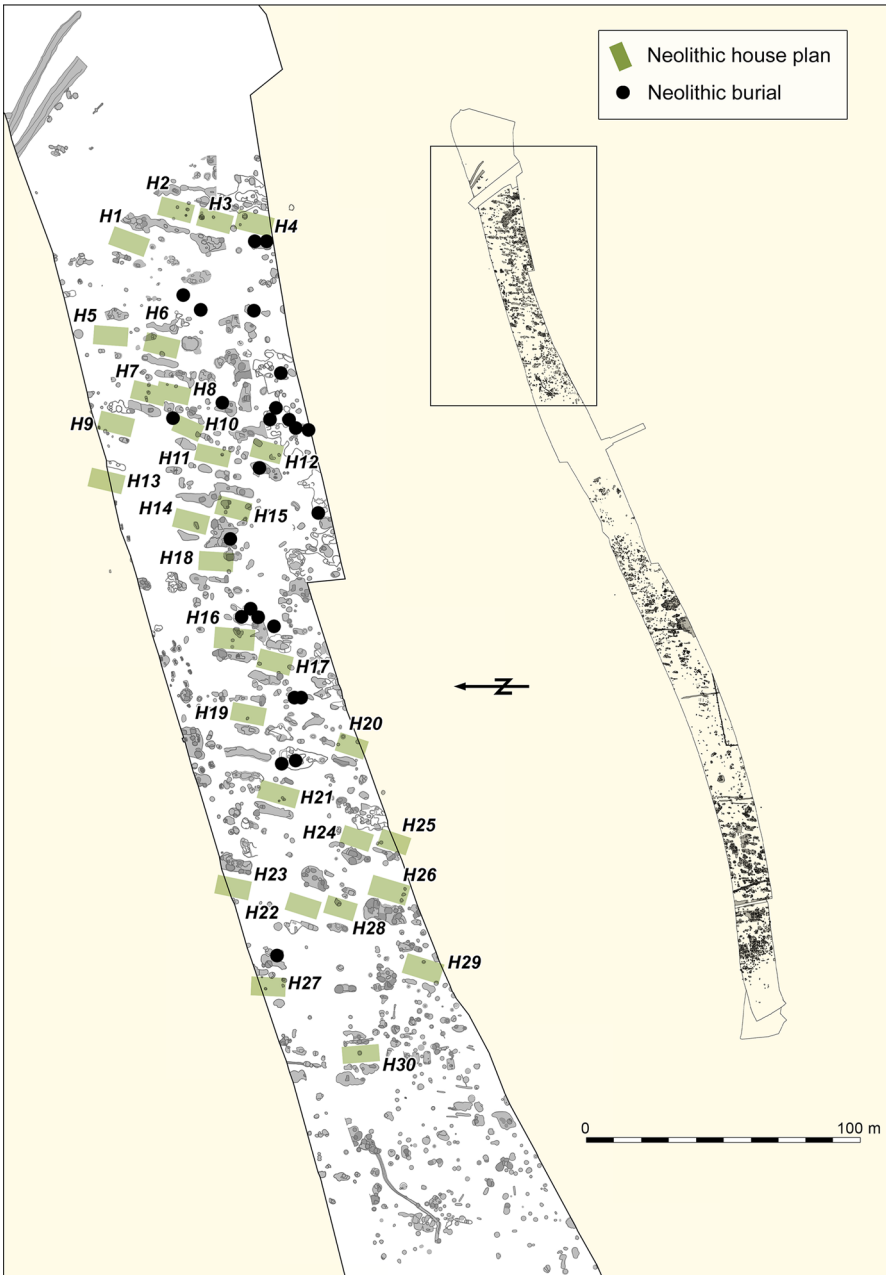 Neolithic house plan
Neolithic burial
H2
H3
H1
H4
H5
H6
H7
H8
H9
H10
H11
H12
H13
H14
H15
H18
H16
H17
H19
H20
H21
H24
H25
H23
H26
H22
H28
H29
H27
H30
N
0 100 m